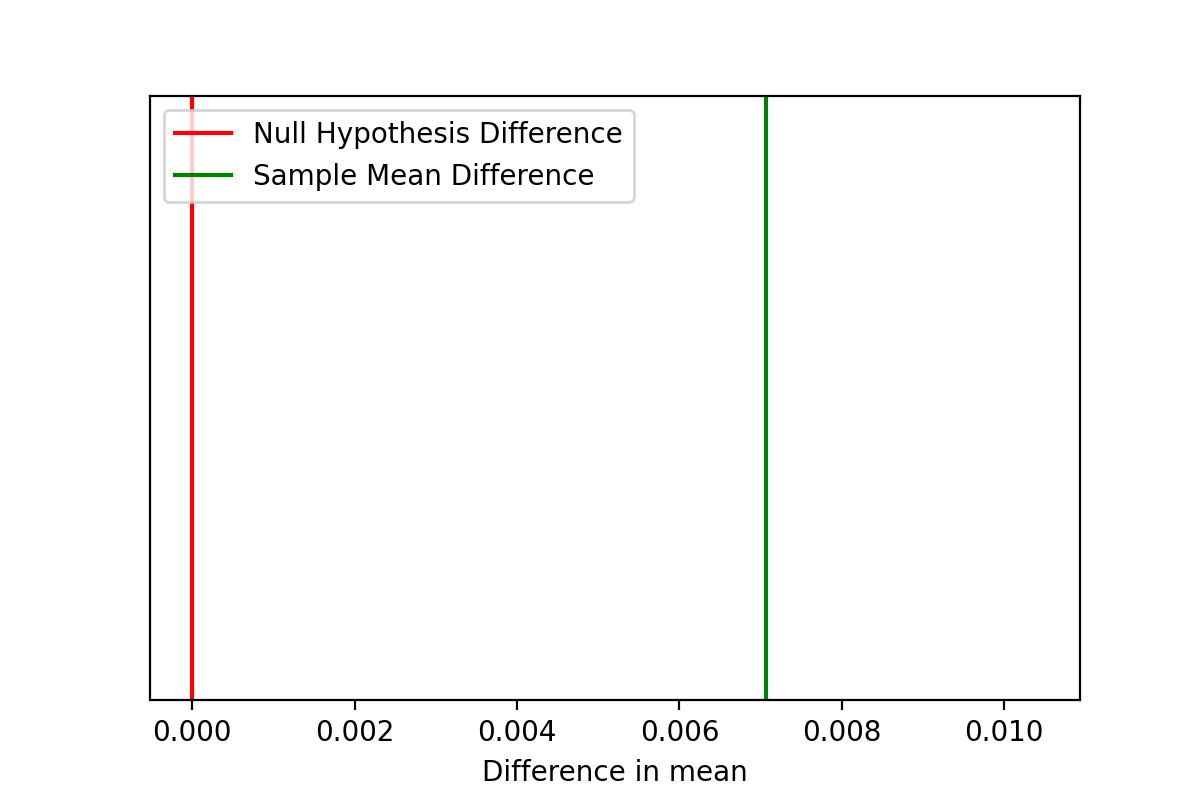 Null Hypothesis Difference
Sample Mean Difference
0.000 0.002 0.004 0.006 0.008 0.010
Difference in mean